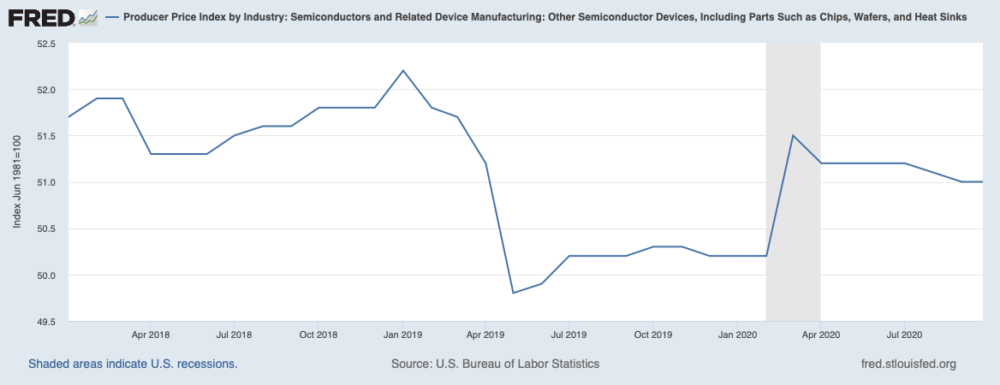 FRED
Producer Price Index by Industry: Semiconductors and Related Device Manufacturing: Other Semiconductor Devices, Including Parts Such as Chips, Wafers, and Heat Sinks
52.5
52.0
51.5
51.0
50.5
50.0
49.5
Index Jun 1981=100
Apr 2018 Jul 2018 Oct 2018 Jan 2019 Apr 2019 Jul 2019 Oct 2019 Jan 2020 Apr 2020 Jul 2020
Shaded areas indicate U.S. recessions. Source: U.S. Bureau of Labor Statistics fred.stlouisfed.org